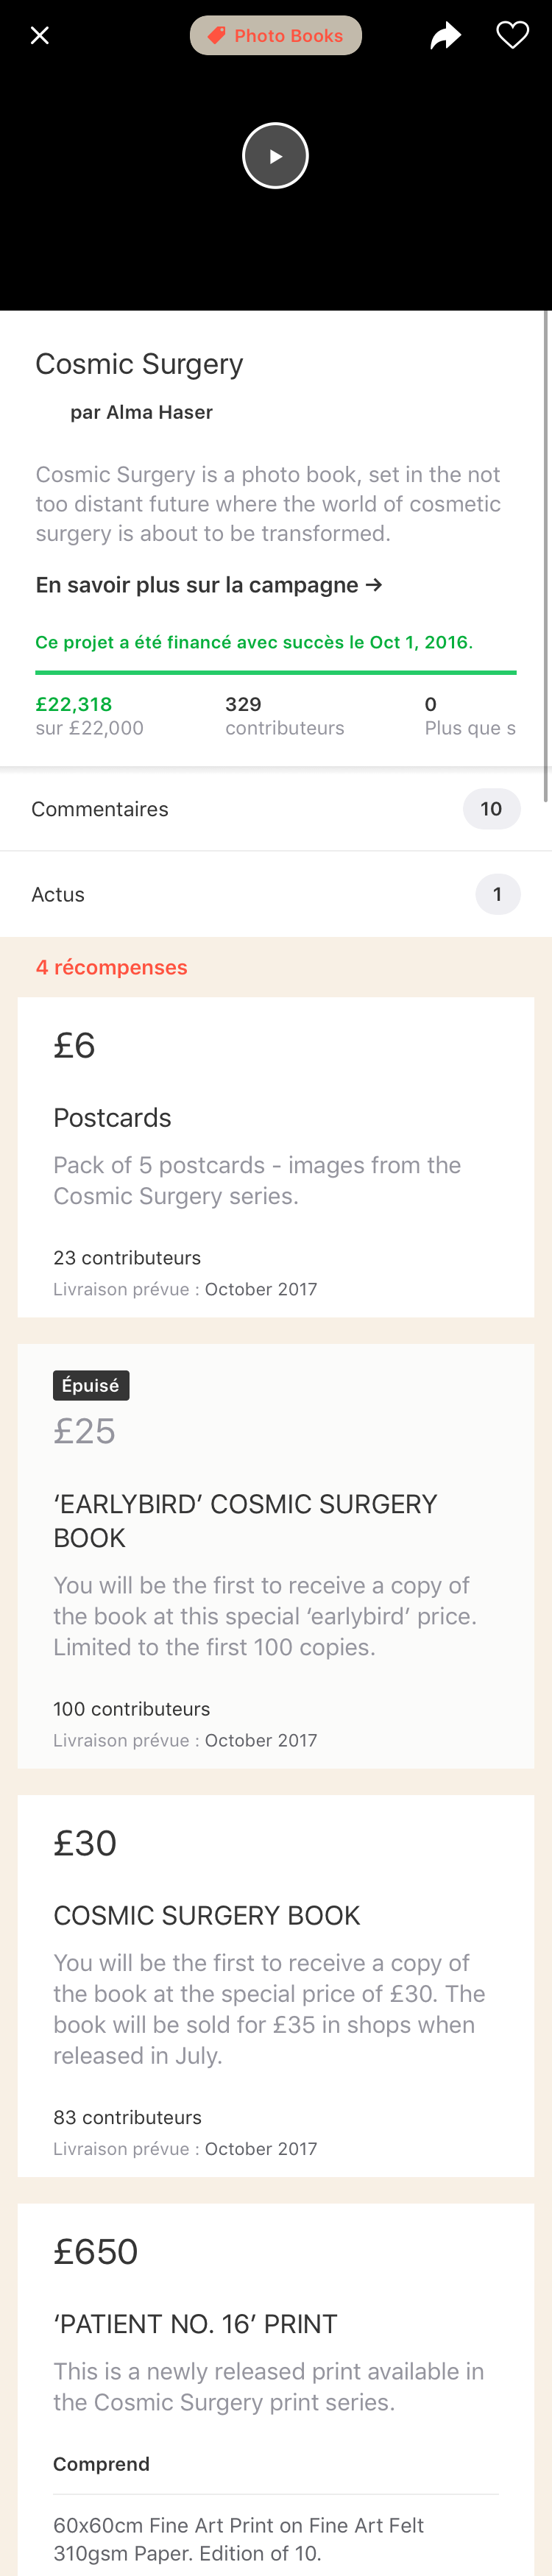 Photo Books
Cosmic Surgery
par Alma Haser
Cosmic Surgery is a photo book, set in the not
too distant future where the world of cosmetic
surgery is about to be transformed.
En savoir plus sur la campagne →
Ce projet a été financé avec succès le Oct 1, 2016.
£22,318 329 0
sur £22,000 contributeurs Plus que s
Commentaires 10
Actus 1
4 récompenses
£6
Postcards
Pack of 5 postcards - images from the
Cosmic Surgery series.
23 contributeurs
Livraison prévue : October 2017
Épuisé
£25
‘EARLYBIRD’ COSMIC SURGERY
BOOK
You will be the first to receive a copy of
the book at this special ‘earlybird’ price.
Limited to the first 100 copies.
100 contributeurs
Livraison prévue : October 2017
£30
COSMIC SURGERY BOOK
You will be the first to receive a copy of
the book at the special price of £30. The
book will be sold for £35 in shops when
released in July.
83 contributeurs
Livraison prévue : October 2017
£650
‘PATIENT NO. 16’ PRINT
This is a newly released print available in
the Cosmic Surgery print series.
Comprend
60x60cm Fine Art Print on Fine Art Felt
310gsm Paper. Edition of 10.